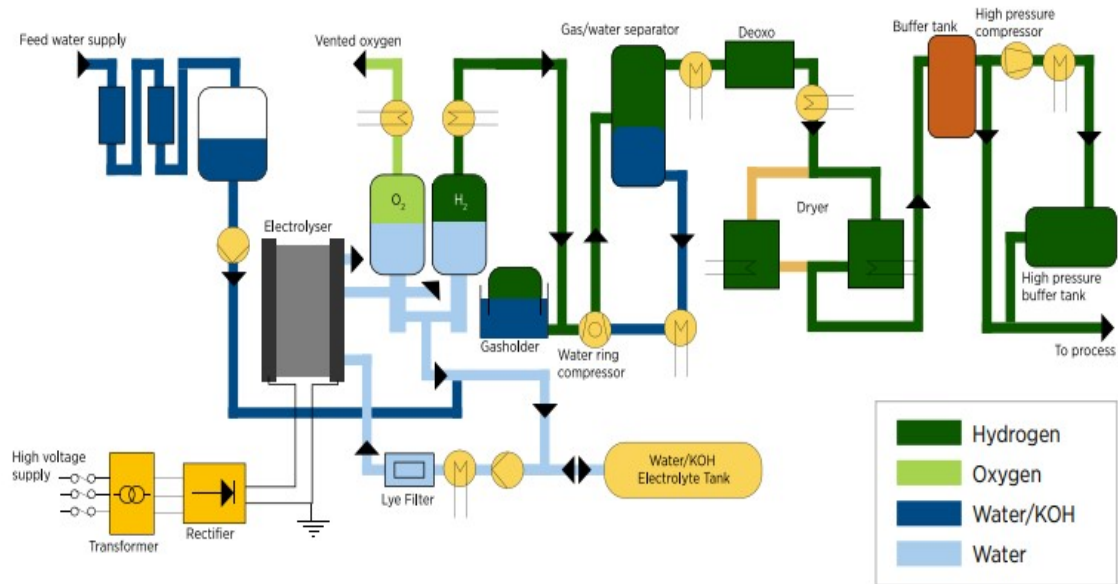 Feed water supply
Vented oxygen
Gas/water separator
Deoxo
Buffer tank
High pressure
compressor
O2
H2
Electrolyser
Dryer
Gasholder
Water ring
compressor
High pressure
buffer tank
To process
High voltage
supply
Transformer
Rectifier
Lye Filter
M
Water/KOH
Electrolyte Tank
Hydrogen
Oxygen
Water/KOH
Water